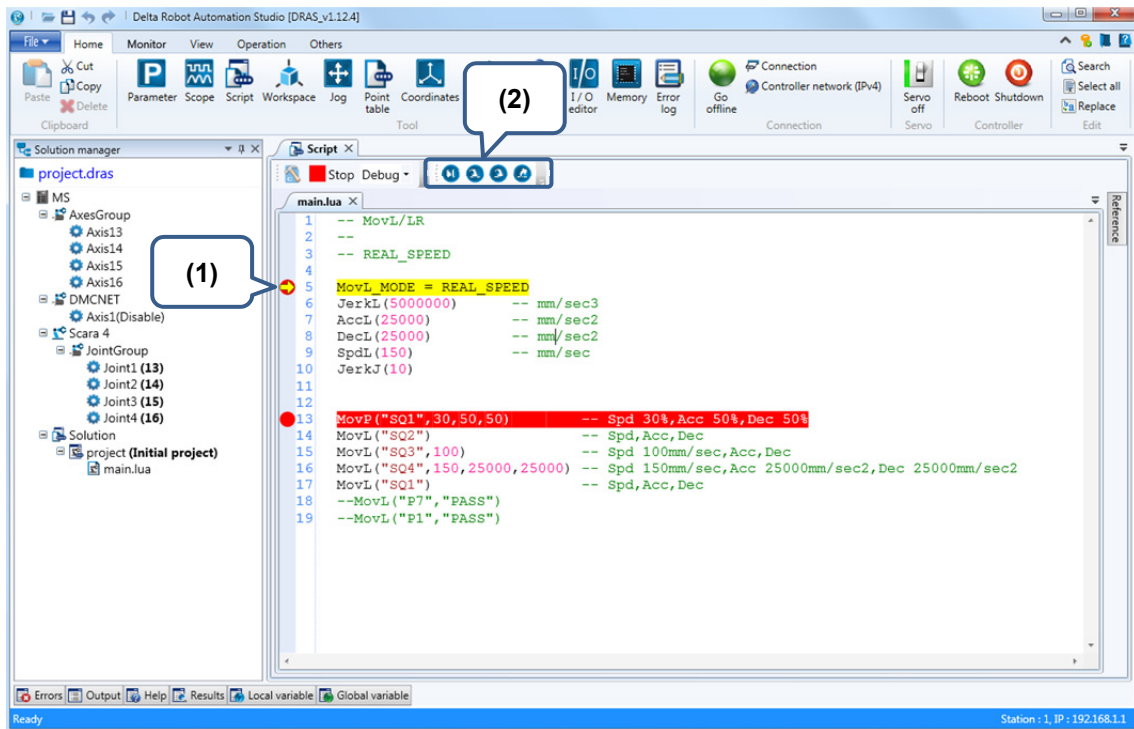 Delta Robot Automation Studio [DRAS_v1.12.4]
File Home Monitor View Operation Others
Paste Cut Copy Delete
Clipboard
Parameter Scope Script Workspace Jog Point table Coordinates I/O editor Memory Error log
Tool
Go offline Connection Controller network (IPv4)
Connection
Servo off
Servo
Reboot Shutdown
Controller
Search Select all Replace
Edit
(2)
Solution manager
project.dras
MS
AxesGroup
Axis13
Axis14
Axis15
Axis16
DMCNET
Axis1(Disable)
Scara 4
JointGroup
Joint1 (13)
Joint2 (14)
Joint3 (15)
Joint4 (16)
Solution
project (Initial project)
main.lua
(1)
Script
Stop Debug
main.lua
Reference
1 -- MovL/LR
2 --
3 -- REAL_SPEED
4
5 MovL_MODE = REAL_SPEED
6 JerkL(5000000) -- mm/sec3
7 AccL(25000) -- mm/sec2
8 DecL(25000) -- mm/sec2
9 SpdL(150) -- mm/sec
10 JerkJ(10)
11
12
13 MovP("SQ1",30,50,50) -- Spd 30%,Acc 50%,Dec 50%
14 MovL("SQ2") -- Spd,Acc,Dec
15 MovL("SQ3",100) -- Spd 100mm/sec,Acc,Dec
16 MovL("SQ4",150,25000,25000) -- Spd 150mm/sec,Acc 25000mm/sec2,Dec 25000mm/sec2
17 MovL("SQ1") -- Spd,Acc,Dec
18 --MovL("P7","PASS")
19 --MovL("P1","PASS")
Errors Output Help Results Local variable Global variable
Ready
Station : 1, IP : 192.168.1.1